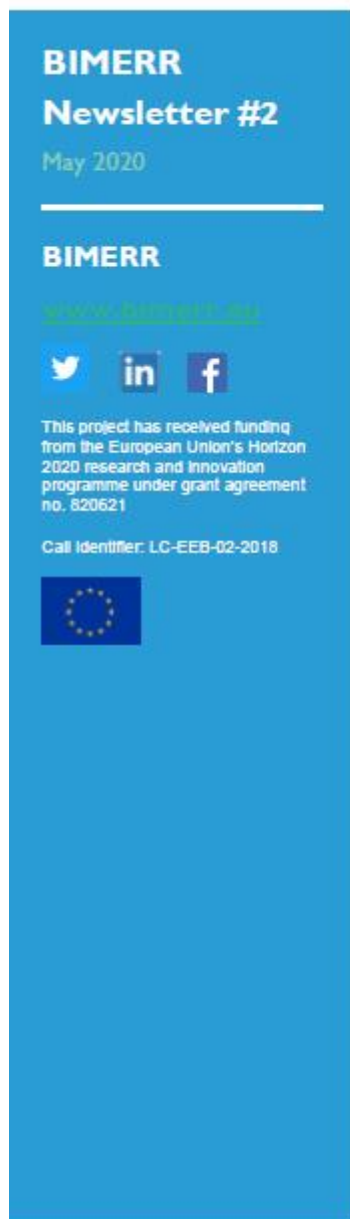 BIMERR
Newsletter #2
May 2020
BIMERR
www.bimerr.eu
in
f
This project has received funding
from the European Union's Horizon
2020 research and innovation
programme under grant agreement
no. 820621
Call identifier: LC-EEB-02-2018